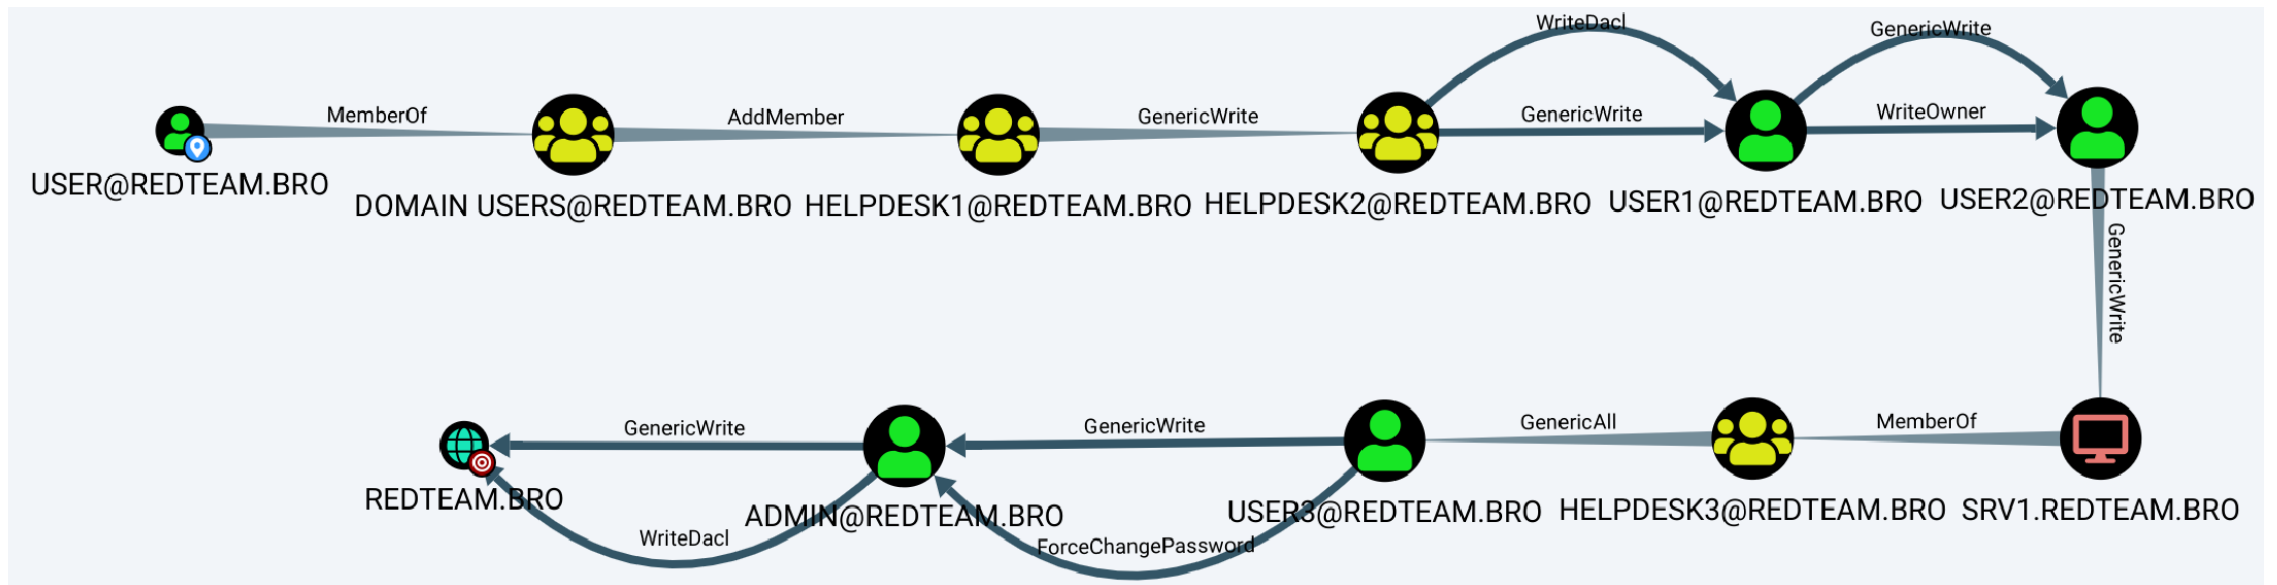 WriteDacl
GenericWrite
MemberOf
AddMember
GenericWrite
GenericWrite
WriteOwner
USER@REDTEAM.BRO
DOMAIN USERS@REDTEAM.BRO
HELPDESK1@REDTEAM.BRO
HELPDESK2@REDTEAM.BRO
USER1@REDTEAM.BRO
USER2@REDTEAM.BRO
GenericWrite
GenericWrite
GenericWrite
GenericAll
MemberOf
REDTEAM.BRO
ADMIN@REDTEAM.BRO
USER3@REDTEAM.BRO
HELPDESK3@REDTEAM.BRO
SRV1.REDTEAM.BRO
WriteDacl
ForceChangePassword